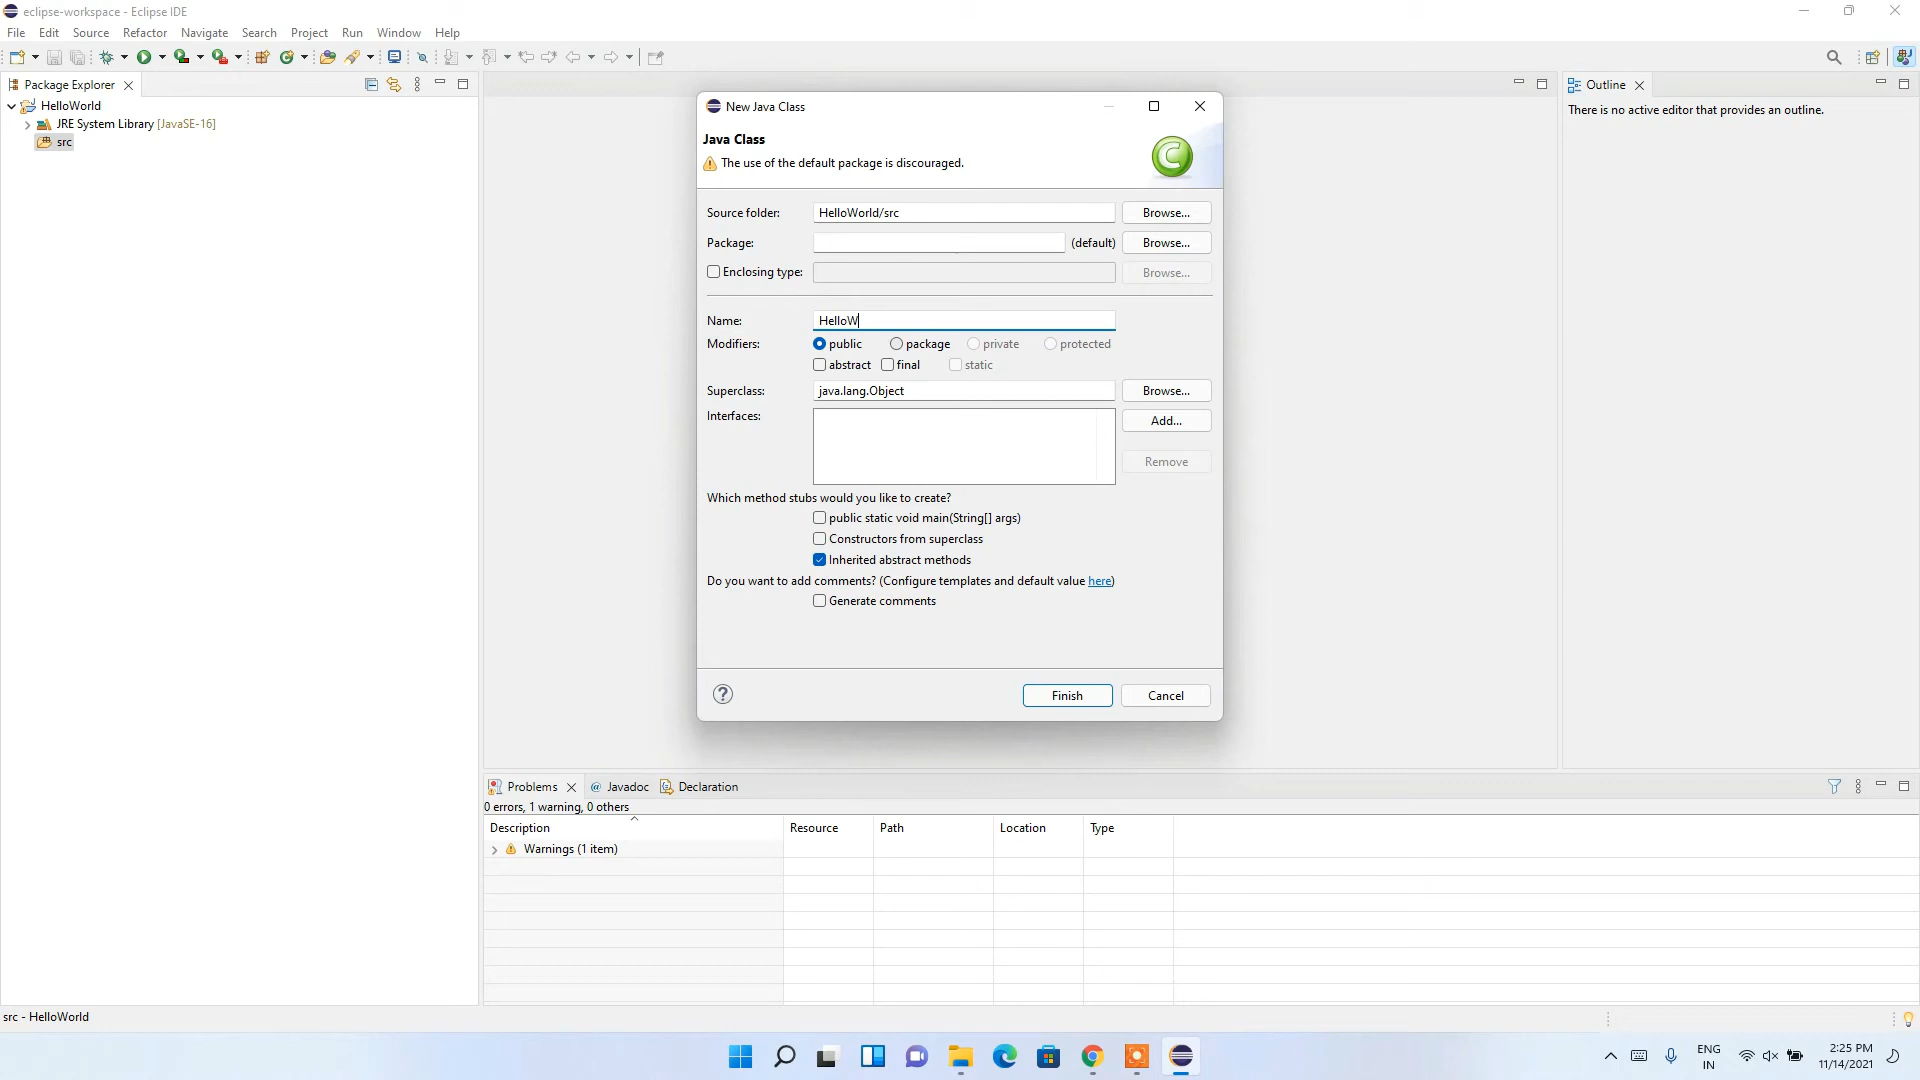 eclipse-workspace - Eclipse IDE
File Edit Source Refactor Navigate Search Project Run Window Help
Package Explorer
HelloWorld
JRE System Library [JavaSE-16]
src
New Java Class
Java Class
The use of the default package is discouraged.
Source folder: HelloWorld/src Browse...
Package: (default) Browse...
Enclosing type: Browse...
Name: HelloW
Modifiers: public package private protected
abstract final static
Superclass: java.lang.Object Browse...
Interfaces: Add...
Remove
Which method stubs would you like to create?
public static void main(String[] args)
Constructors from superclass
Inherited abstract methods
Do you want to add comments? (Configure templates and default value here)
Generate comments
Finish Cancel
Outline
There is no active editor that provides an outline.
Problems Javadoc Declaration
0 errors, 1 warning, 0 others
Description Resource Path Location Type
Warnings (1 item)
src - HelloWorld
ENG
IN
2:25 PM
11/14/2021